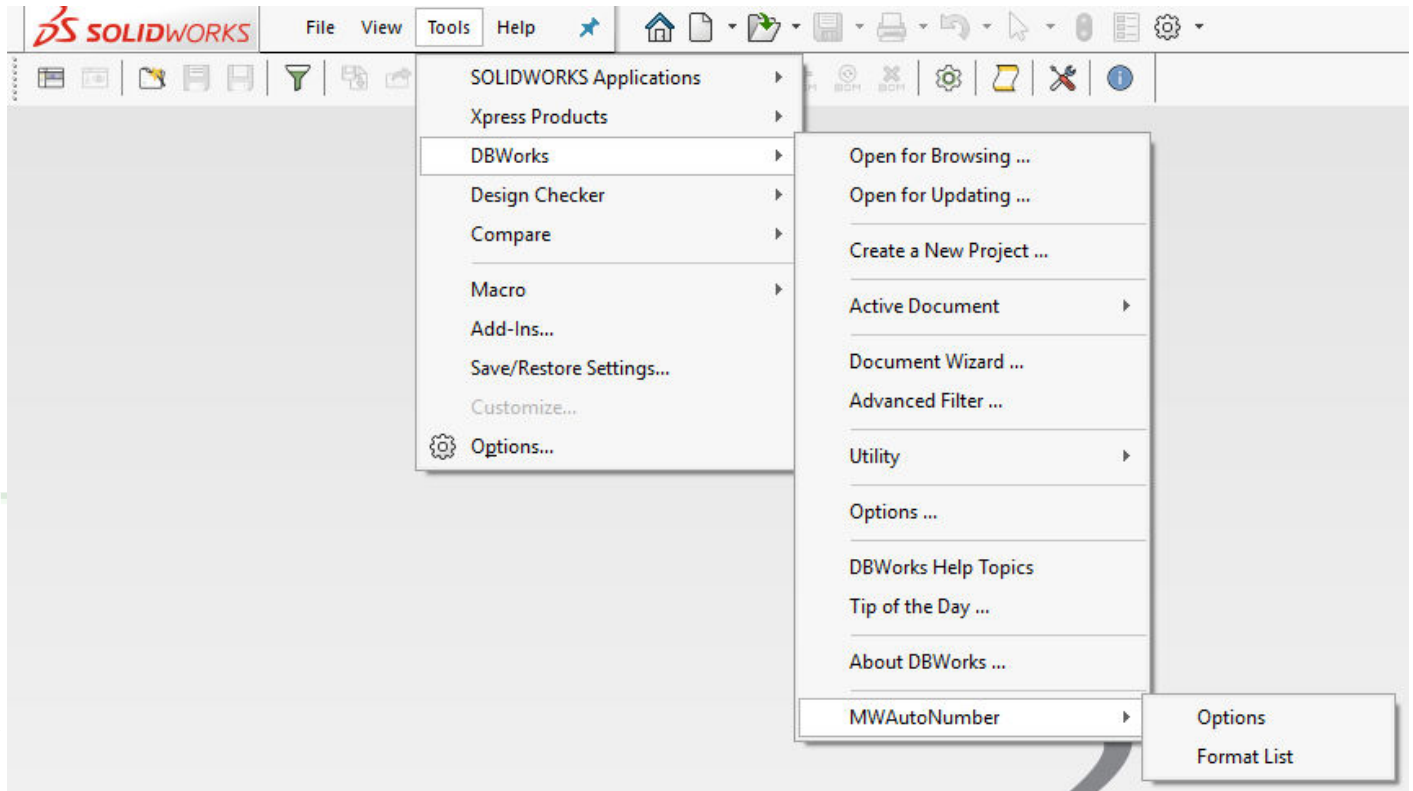 SOLIDWORKS File View Tools Help
SOLIDWORKS Applications
Xpress Products
DBWorks
Design Checker
Compare
Macro
Add-Ins...
Save/Restore Settings...
Customize...
Options...
BOM BOM
Open for Browsing ...
Open for Updating ...
Create a New Project ...
Active Document
Document Wizard ...
Advanced Filter ...
Utility
Options ...
DBWorks Help Topics
Tip of the Day ...
About DBWorks ...
MWAutoNumber
Options
Format List